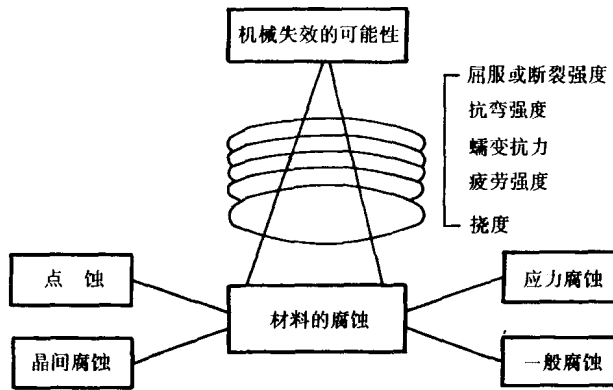 机械失效的可能性
屈服或断裂强度
抗弯强度
蠕变抗力
疲劳强度
挠度
点 蚀
应力腐蚀
材料的腐蚀
晶间腐蚀
一般腐蚀